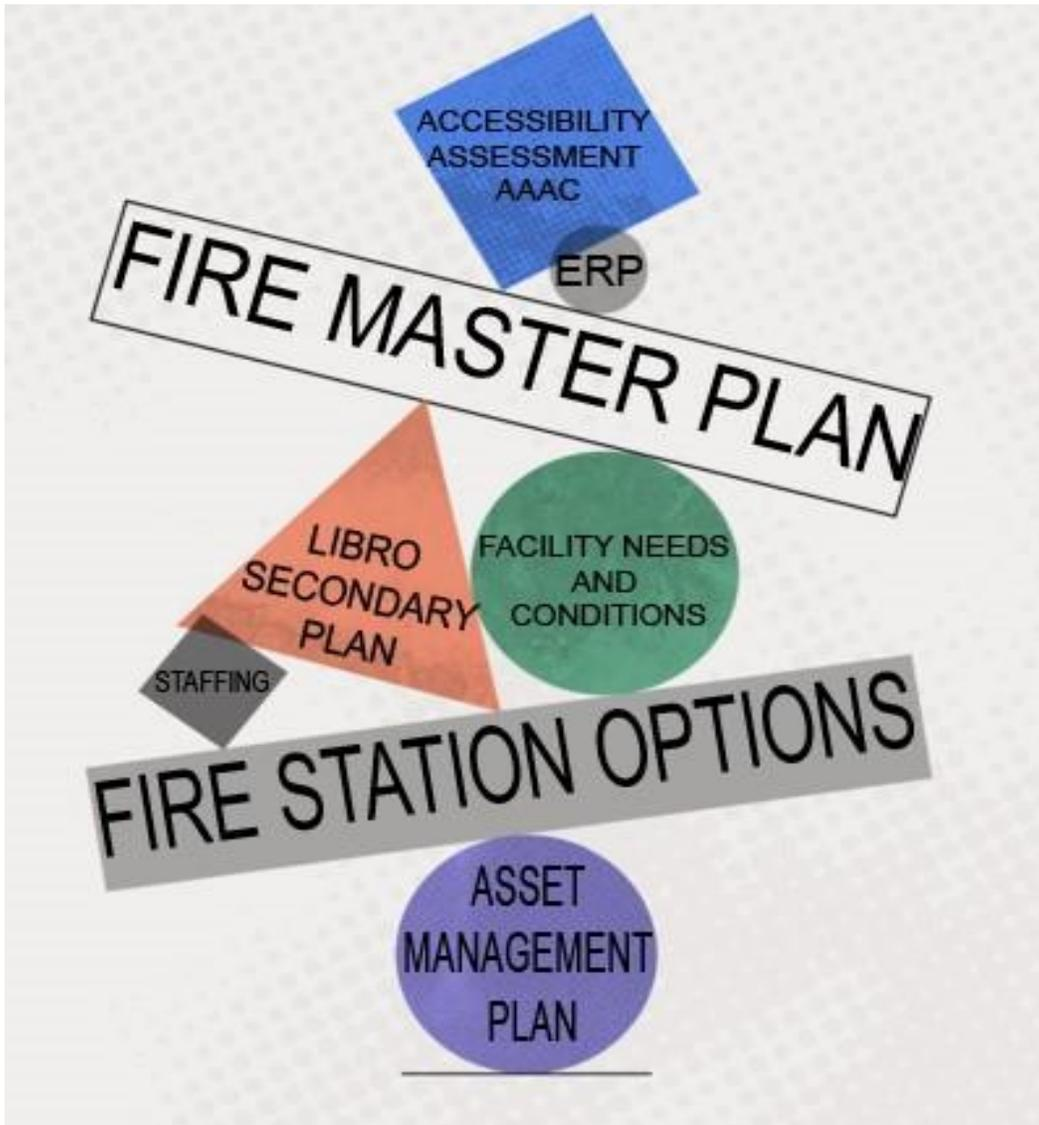 ACCESSIBILITY
ASSESSMENT
AAAC
ERP
FIRE MASTER PLAN
LIBRO
SECONDARY
PLAN
FACILITY NEEDS
AND
CONDITIONS
STAFFING
FIRE STATION OPTIONS
ASSET
MANAGEMENT
PLAN